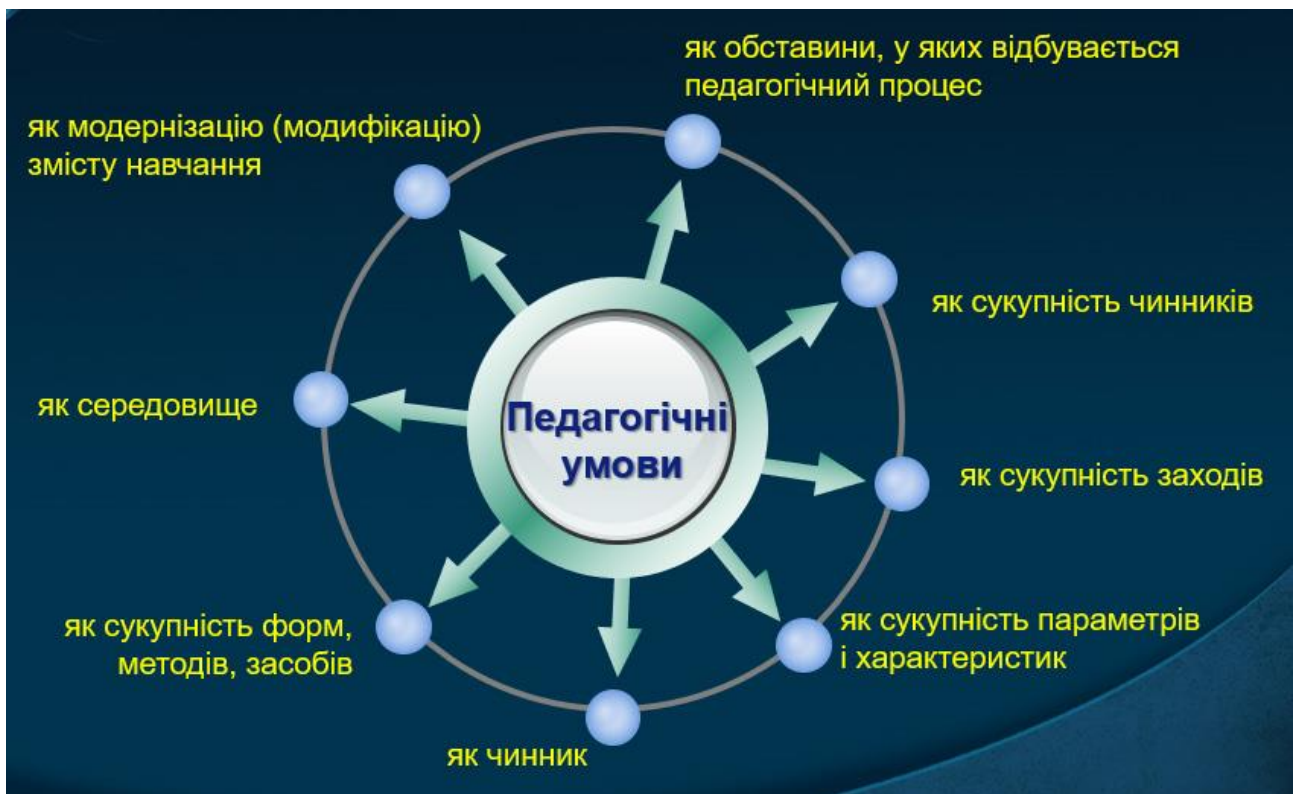 як обставини, у яких відбувається
педагогічний процес
як модернізацію (модифікацію)
змісту навчання
як сукупність чинників
як середовище
Педагогічні
умови
як сукупність заходів
як сукупність форм,
методів, засобів
як сукупність параметрів
і характеристик
як чинник